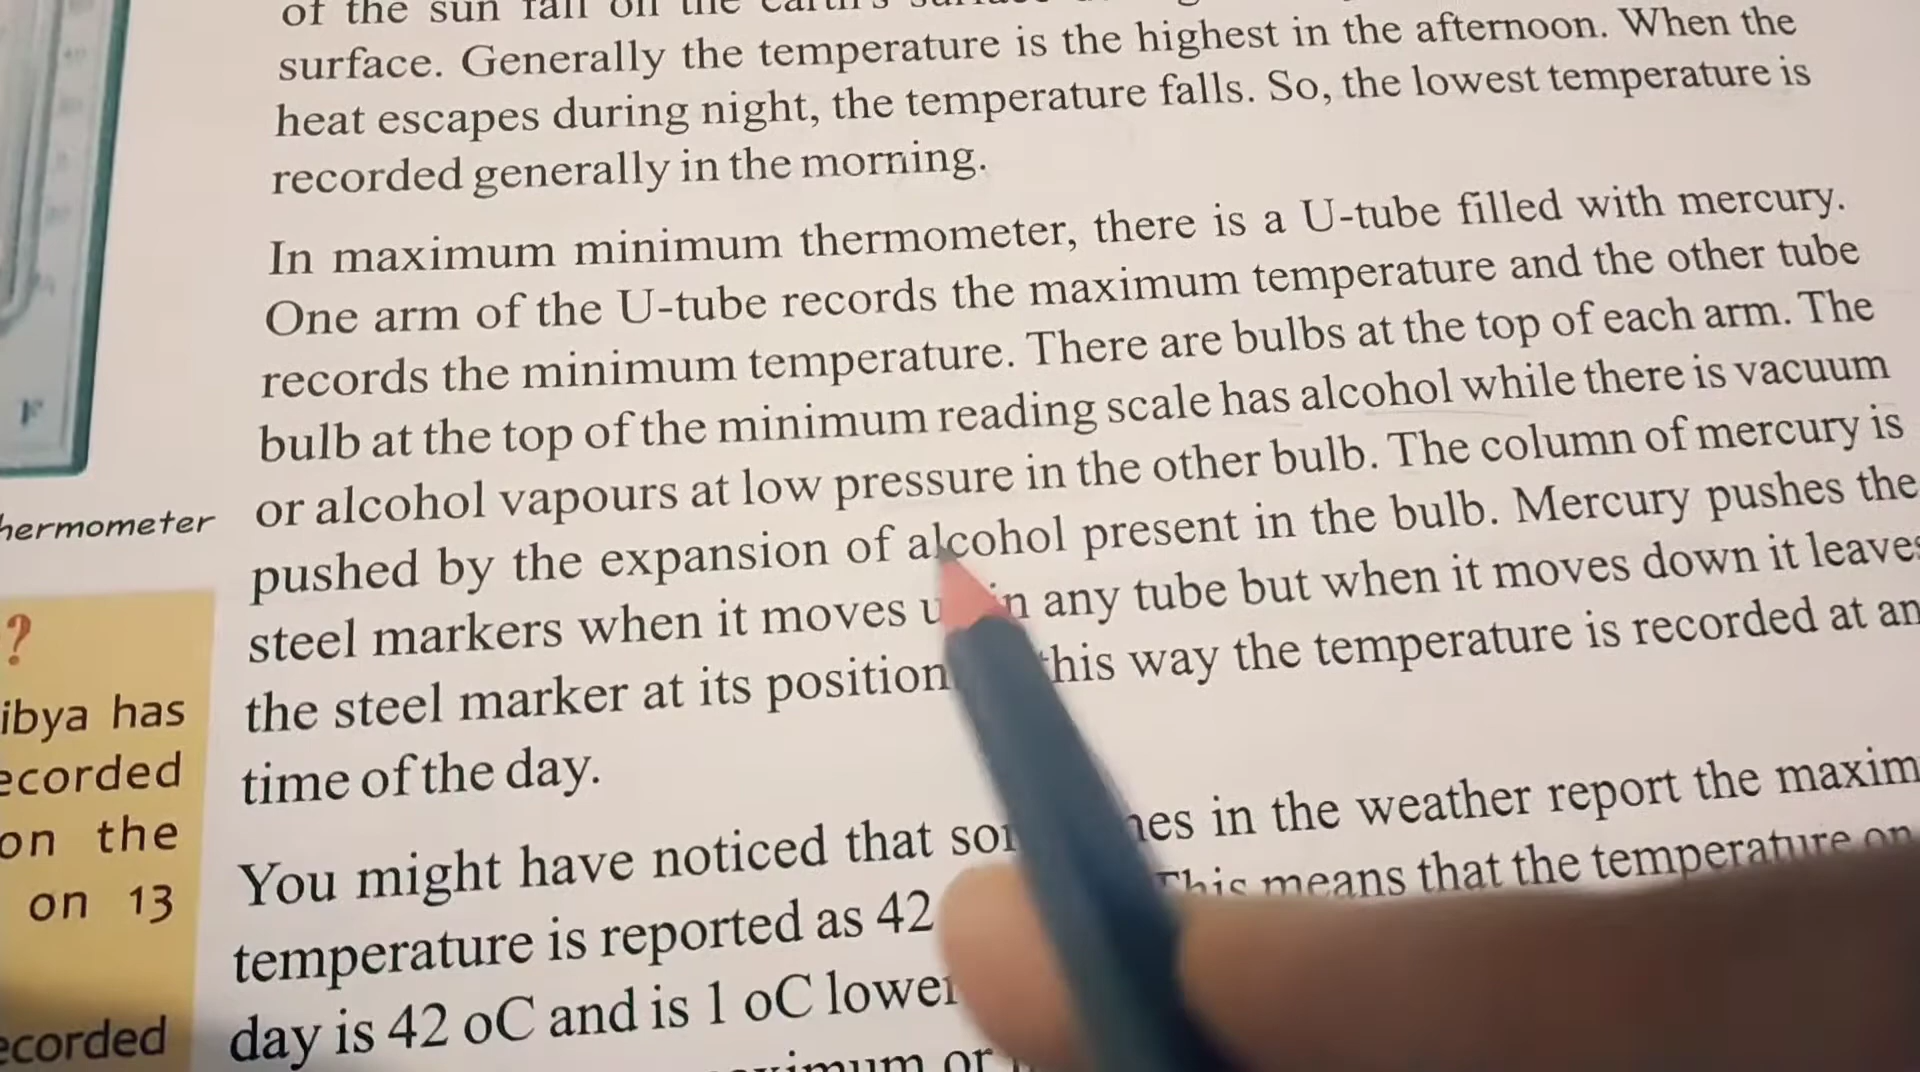 of the sun fall on the earth's surface
surface. Generally the temperature is the highest in the afternoon. When the
heat escapes during night, the temperature falls. So, the lowest temperature is
recorded generally in the morning.
In maximum minimum thermometer, there is a U-tube filled with mercury.
One arm of the U-tube records the maximum temperature and the other tube
records the minimum temperature. There are bulbs at the top of each arm. The
bulb at the top of the minimum reading scale has alcohol while there is vacuum
or alcohol vapours at low pressure in the other bulb. The column of mercury is
pushed by the expansion of alcohol present in the bulb. Mercury pushes the
steel markers when it moves u in any tube but when it moves down it leaves
the steel marker at its position this way the temperature is recorded at an
time of the day.
You might have noticed that so nes in the weather report the maxim
temperature is reported as 42 This means that the temperature on
day is 42 oC and is 1 oC lower
ximum or
F
hermometer
?
ibya has
ecorded
on the
on 13
ecorded